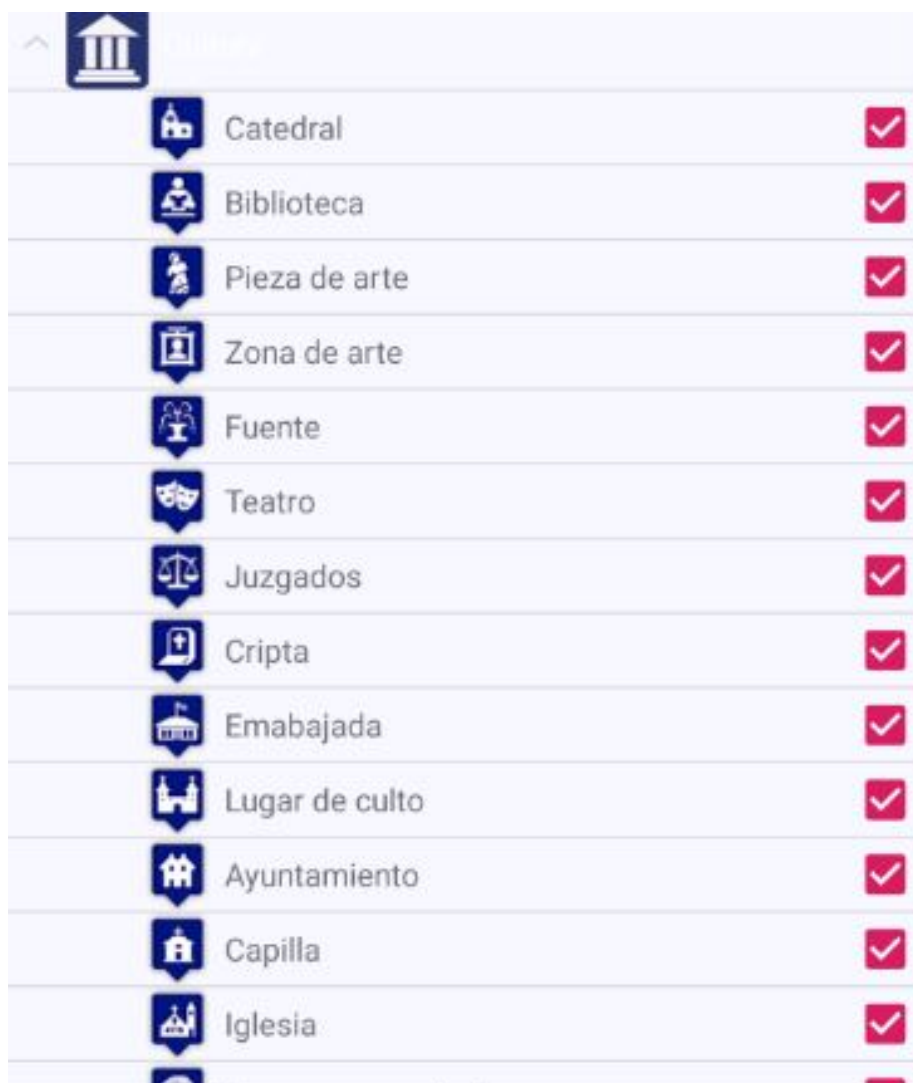 Catedral
Biblioteca
Pieza de arte
Zona de arte
Fuente
Teatro
Juzgados
Cripta
Emabajada
Lugar de culto
Ayuntamiento
Capilla
Iglesia